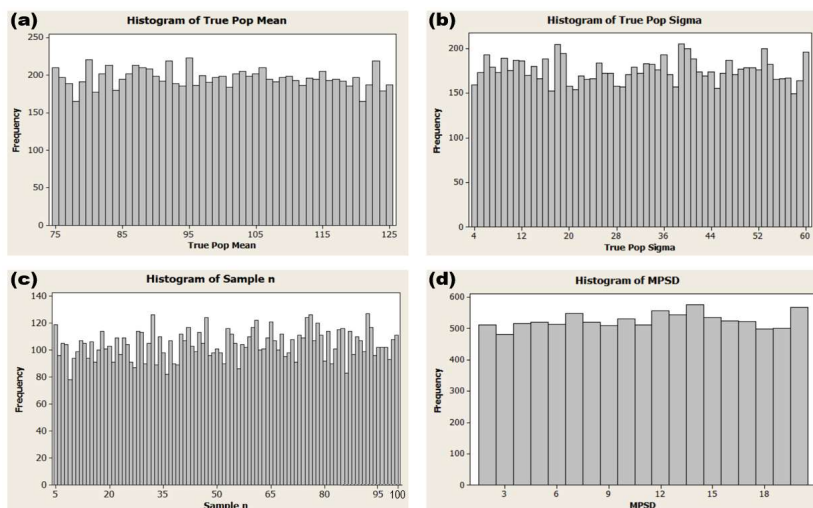 (a)
Histogram of True Pop Mean
Frequency
250
200
150
100
50
0
75 85 95 105 115 125
True Pop Mean
(b)
Histogram of True Pop Sigma
Frequency
200
150
100
50
0
4 12 20 28 36 44 52 60
True Pop Sigma
(c)
Histogram of Sample n
Frequency
140
120
100
80
60
40
20
0
5 20 35 50 65 80 95 100
Sample n
(d)
Histogram of MPSD
Frequency
600
500
400
300
200
100
0
3 6 9 12 15 18
MPSD